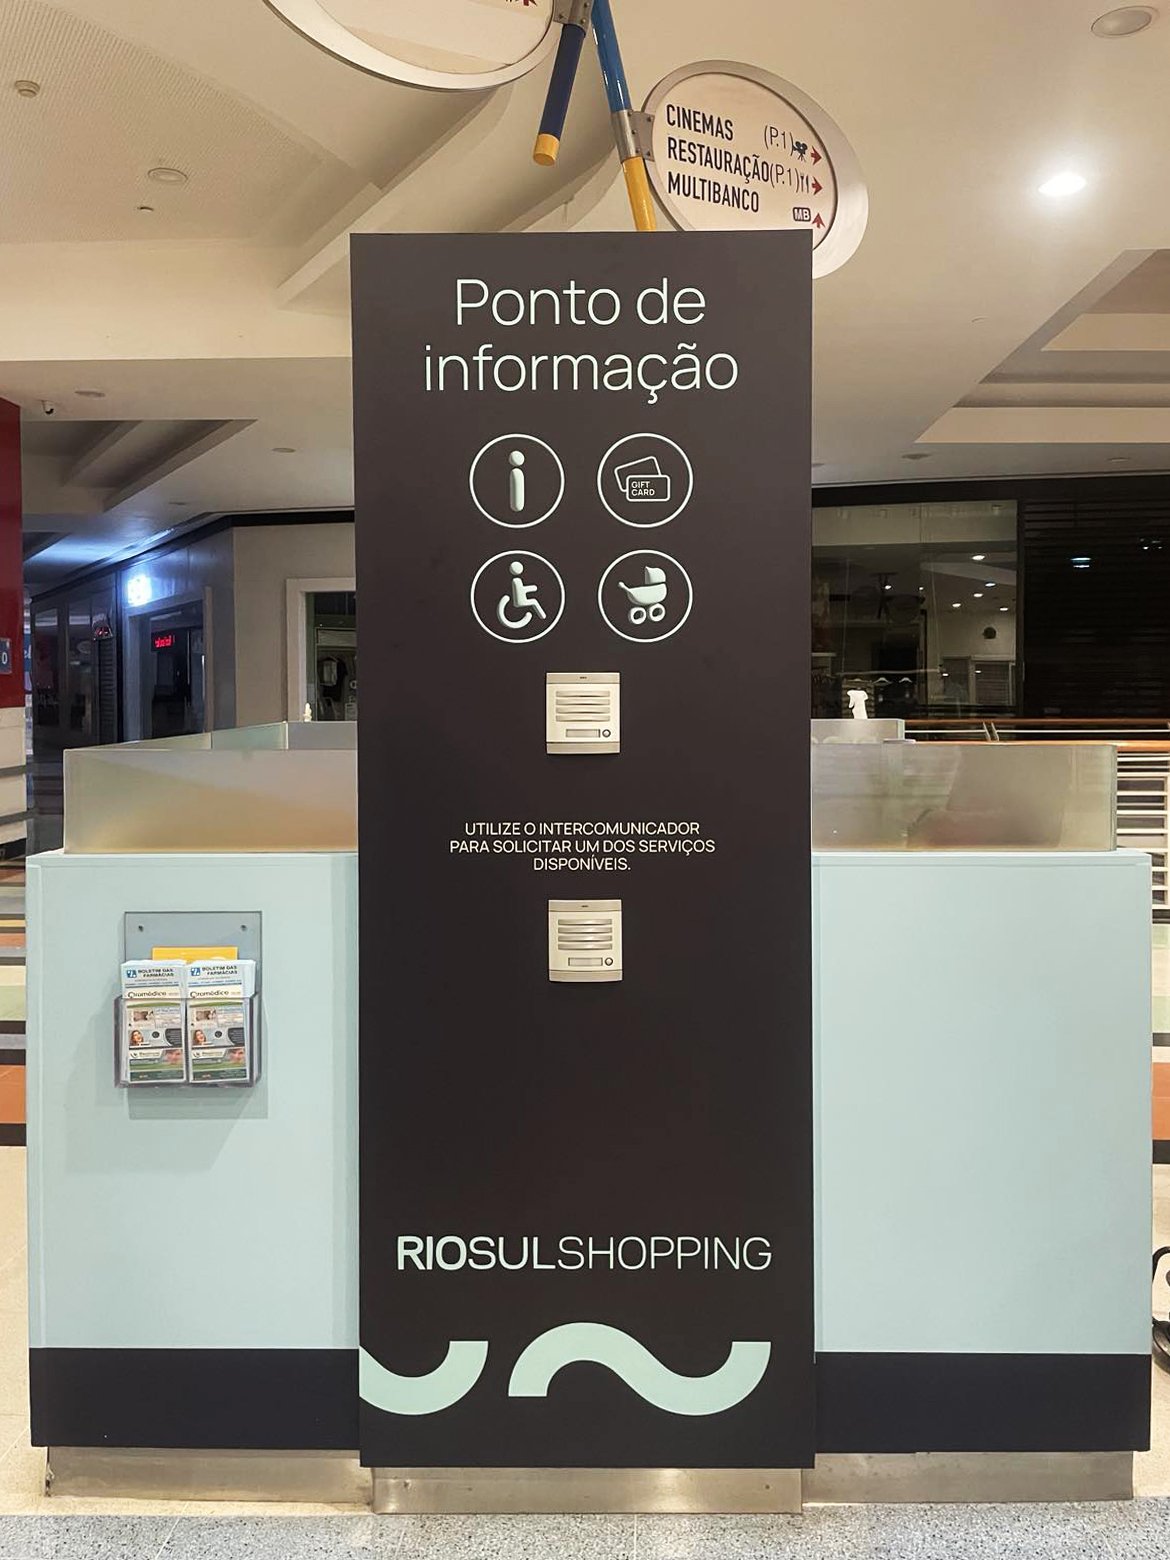 CINEMAS (P.1)
RESTAURAÇÃO (P.1)
MULTIBANCO MB
Ponto de
informação
GIFT
CARD
UTILIZE O INTERCOMUNICADOR
PARA SOLICITAR UM DOS SERVIÇOS
DISPONÍVEIS.
BOLETIM DAS
FARMÁCIAS
BOLETIM DAS
FARMÁCIAS
RIOSULSHOPPING